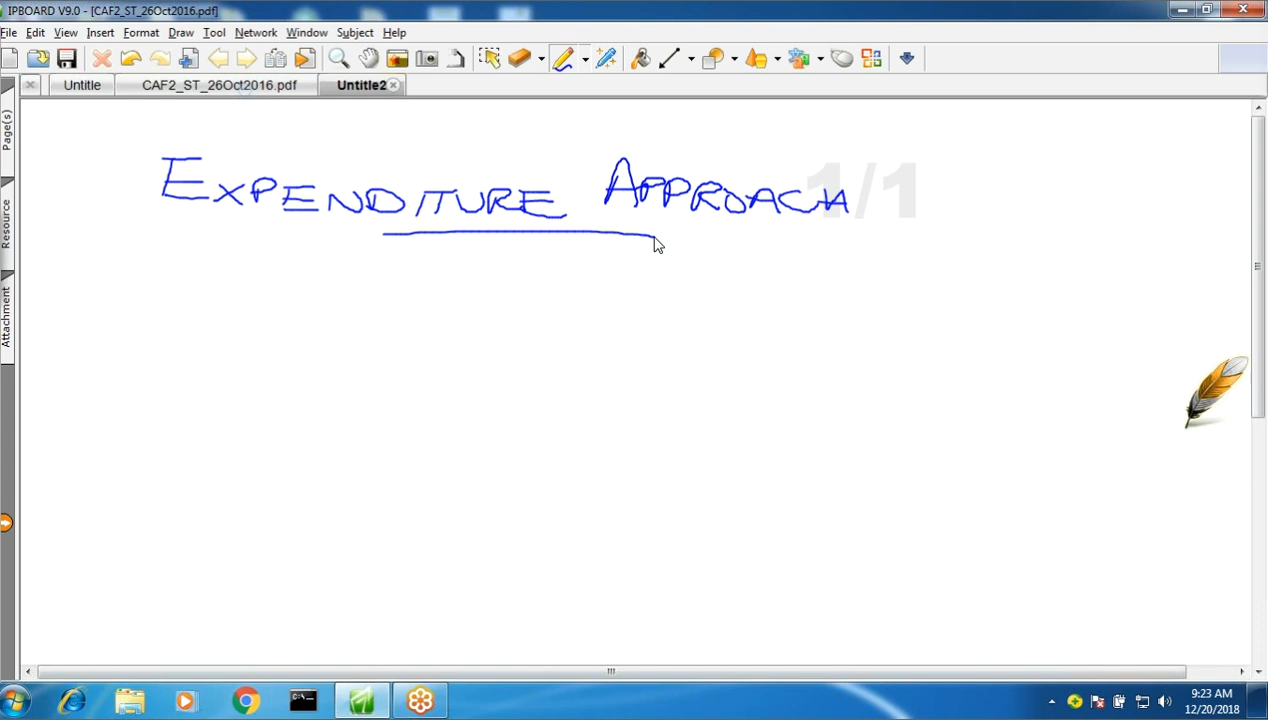 IPBOARD V9.0 - [CAF2_ST_26Oct2016.pdf]
File Edit View Insert Format Draw Tool Network Window Subject Help
Untitle CAF2_ST_26Oct2016.pdf Untitle2
Page(s)
Resource
Attachment
EXPENDITURE APPROACH
1/1
9:23 AM
12/20/2018